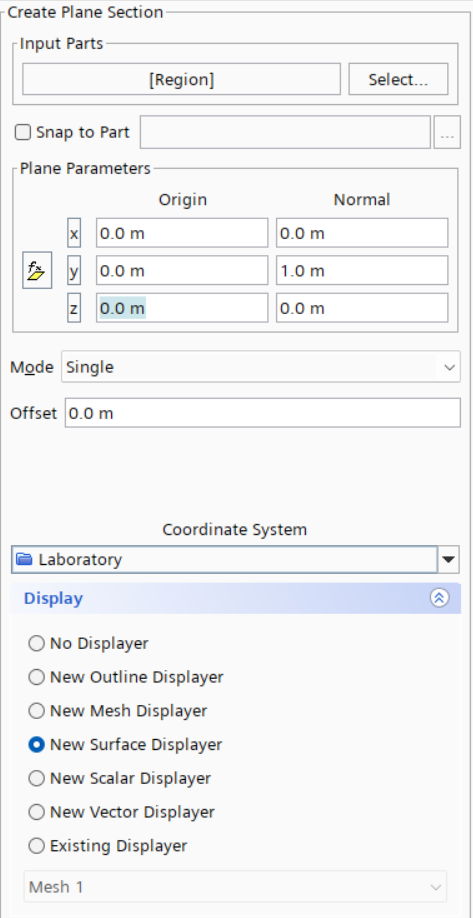 Create Plane Section
Input Parts
[Region] Select...
Snap to Part ...
Plane Parameters
Origin Normal
x 0.0 m 0.0 m
y 0.0 m 1.0 m
z 0.0 m 0.0 m
Mode Single
Offset 0.0 m
Coordinate System
Laboratory
Display
No Displayer
New Outline Displayer
New Mesh Displayer
New Surface Displayer
New Scalar Displayer
New Vector Displayer
Existing Displayer
Mesh 1